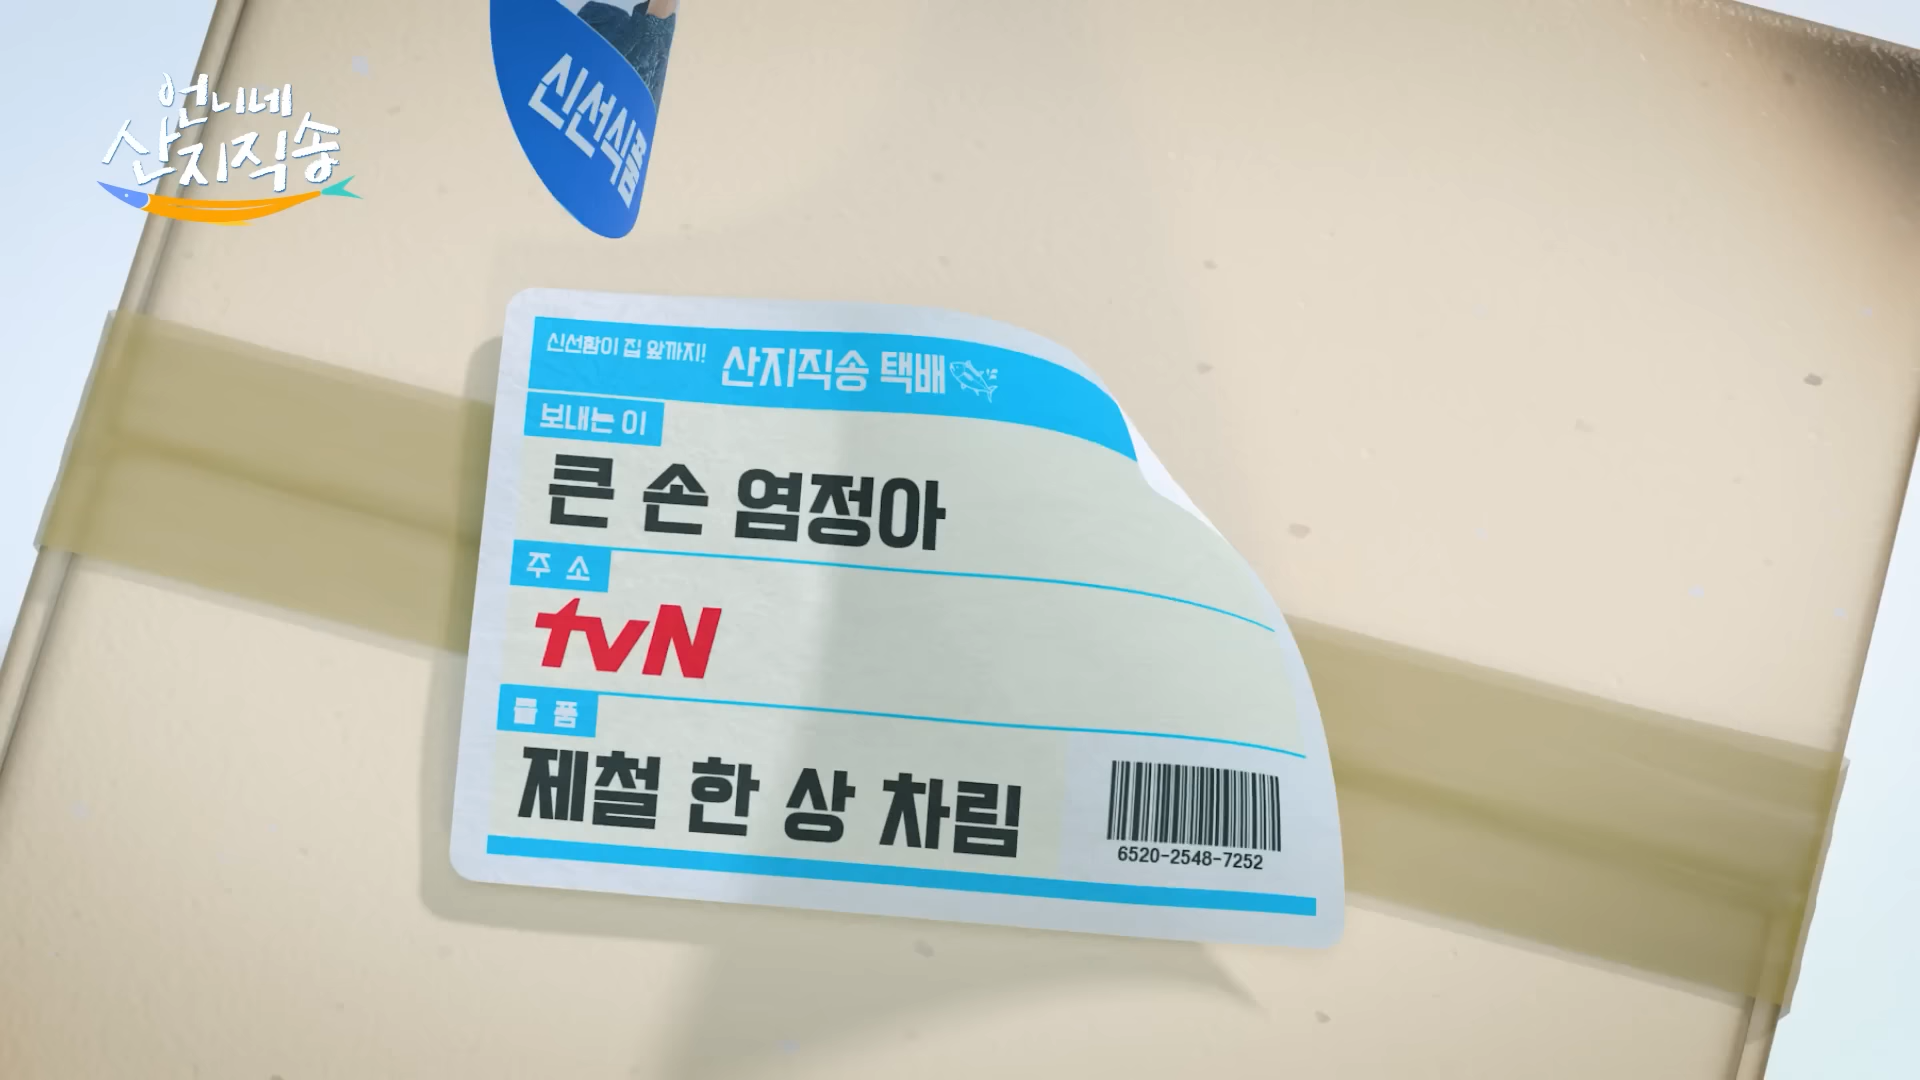 언니네
산지직송
신선식품
신선함이 집 앞까지! 산지직송 택배
보내는 이
큰 손 염정아
주 소
tvN
물 품
제철 한 상 차림
6520-2548-7252